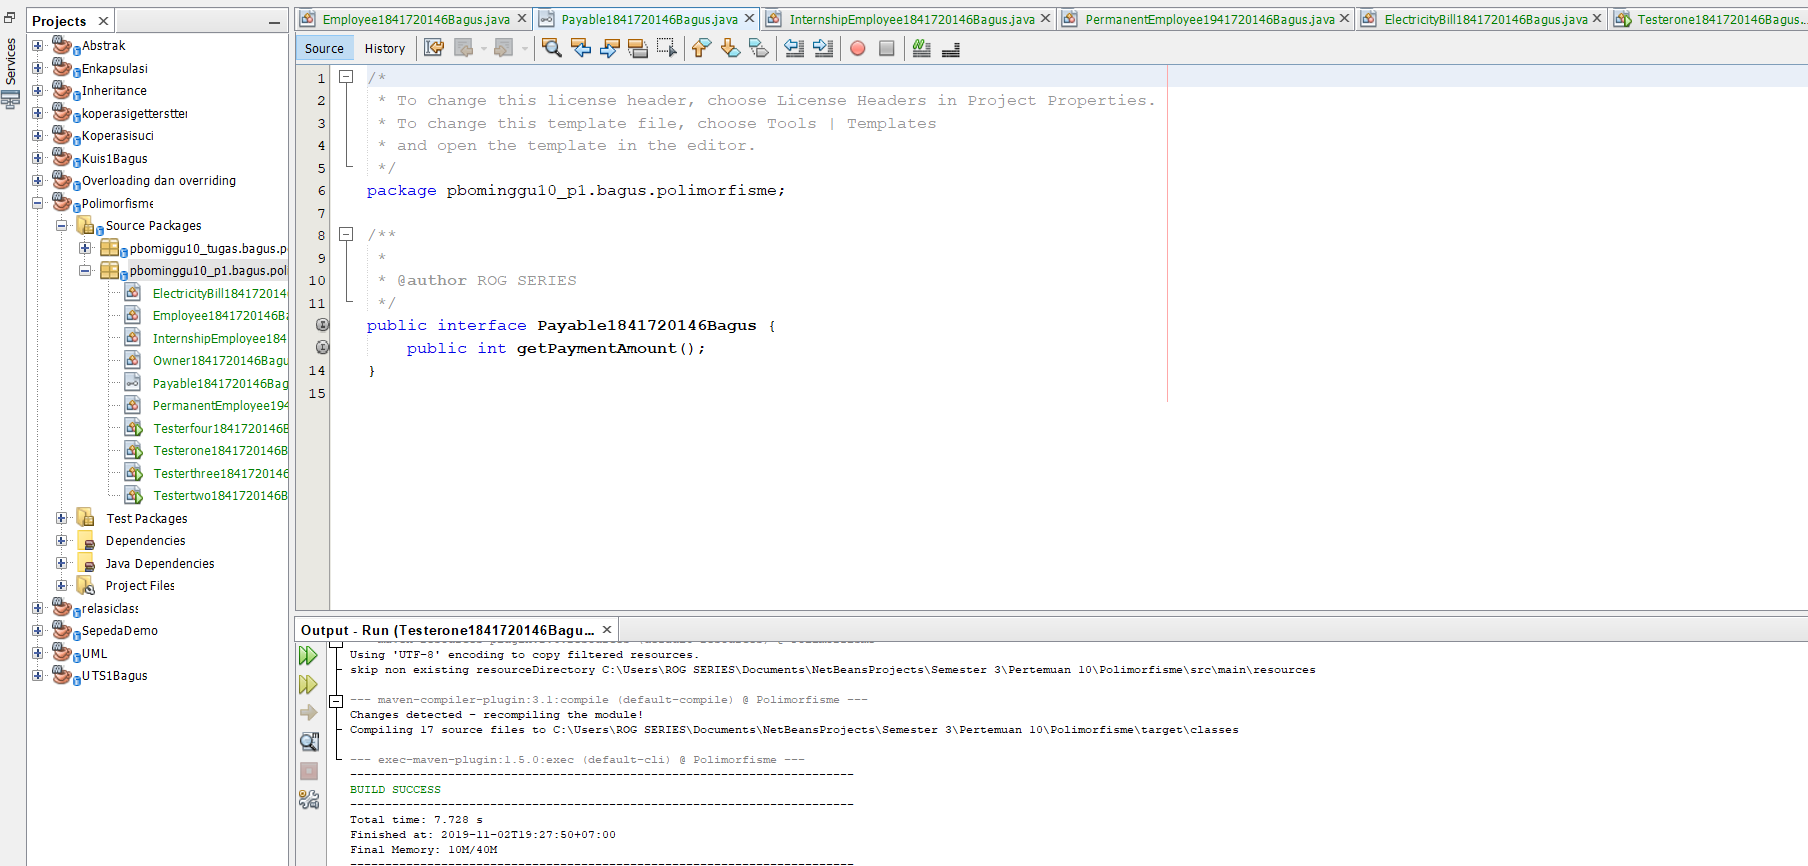 Services
Projects
Abstrak
Enkapsulasi
Inheritance
koperasigetterstter
Koperasisuci
Kuis1Bagus
Overloading dan overriding
Polimorfisme
Source Packages
pbomiggu10_tugas.bagus.p
pbominggu10_p1.bagus.pol
ElectricityBill184172014
Employee1841720146Ba
InternshipEmployee184
Owner1841720146Bagu
Payable1841720146Bag
PermanentEmployee194
Testerfour1841720146B
Testerone1841720146B
Testerthree1841720146
Testertwo1841720146B
Test Packages
Dependencies
Java Dependencies
Project Files
relasiclass
SepedaDemo
UML
UTS1Bagus
Employee1841720146Bagus.java Payable1841720146Bagus.java InternshipEmployee1841720146Bagus.java PermanentEmployee1941720146Bagus.java ElectricityBill1841720146Bagus.java Testerone1841720146Bagus...
Source History
1 /*
2 * To change this license header, choose License Headers in Project Properties.
3 * To change this template file, choose Tools | Templates
4 * and open the template in the editor.
5 */
6 package pbominggu10_p1.bagus.polimorfisme;
7
8 /**
9 *
10 * @author ROG SERIES
11 */
public interface Payable1841720146Bagus {
public int getPaymentAmount();
14 }
15
Output - Run (Testerone1841720146Bagu...
Using 'UTF-8' encoding to copy filtered resources.
skip non existing resourceDirectory C:\Users\ROG SERIES\Documents\NetBeansProjects\Semester 3\Pertemuan 10\Polimorfisme\src\main\resources
--- maven-compiler-plugin:3.1:compile (default-compile) @ Polimorfisme ---
Changes detected - recompiling the module!
Compiling 17 source files to C:\Users\ROG SERIES\Documents\NetBeansProjects\Semester 3\Pertemuan 10\Polimorfisme\target\classes
--- exec-maven-plugin:1.5.0:exec (default-cli) @ Polimorfisme ---
------------------------------------------------------------------------
BUILD SUCCESS
------------------------------------------------------------------------
Total time: 7.728 s
Finished at: 2019-11-02T19:27:50+07:00
Final Memory: 10M/40M
------------------------------------------------------------------------